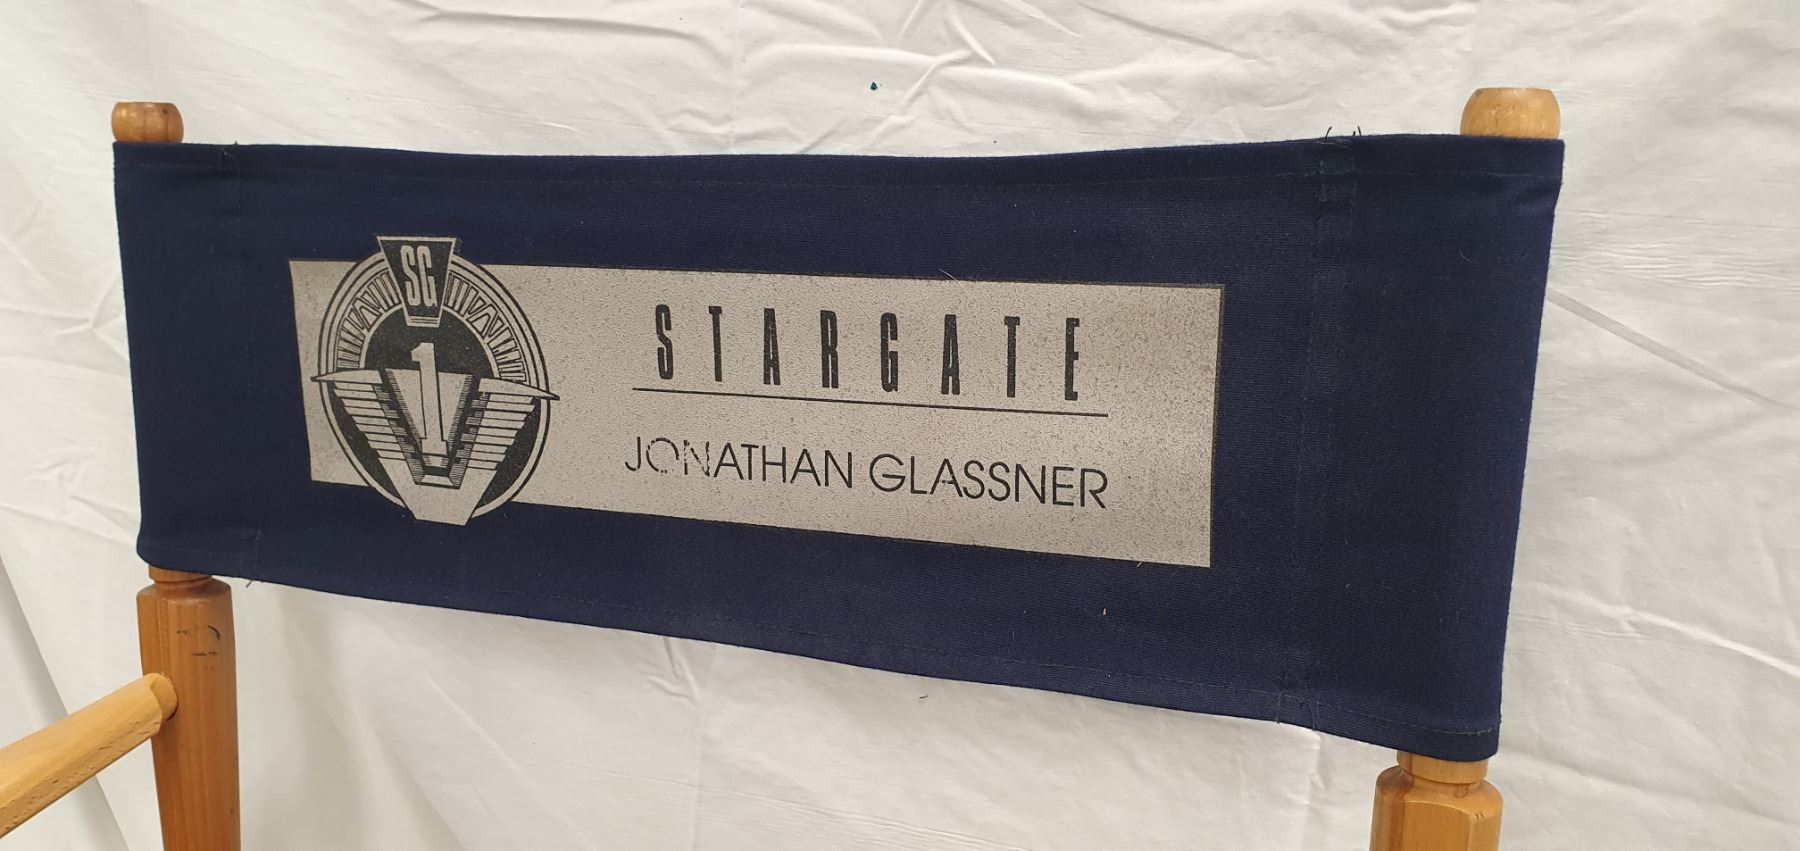 SG
1
STARGATE
JONATHAN GLASSNER